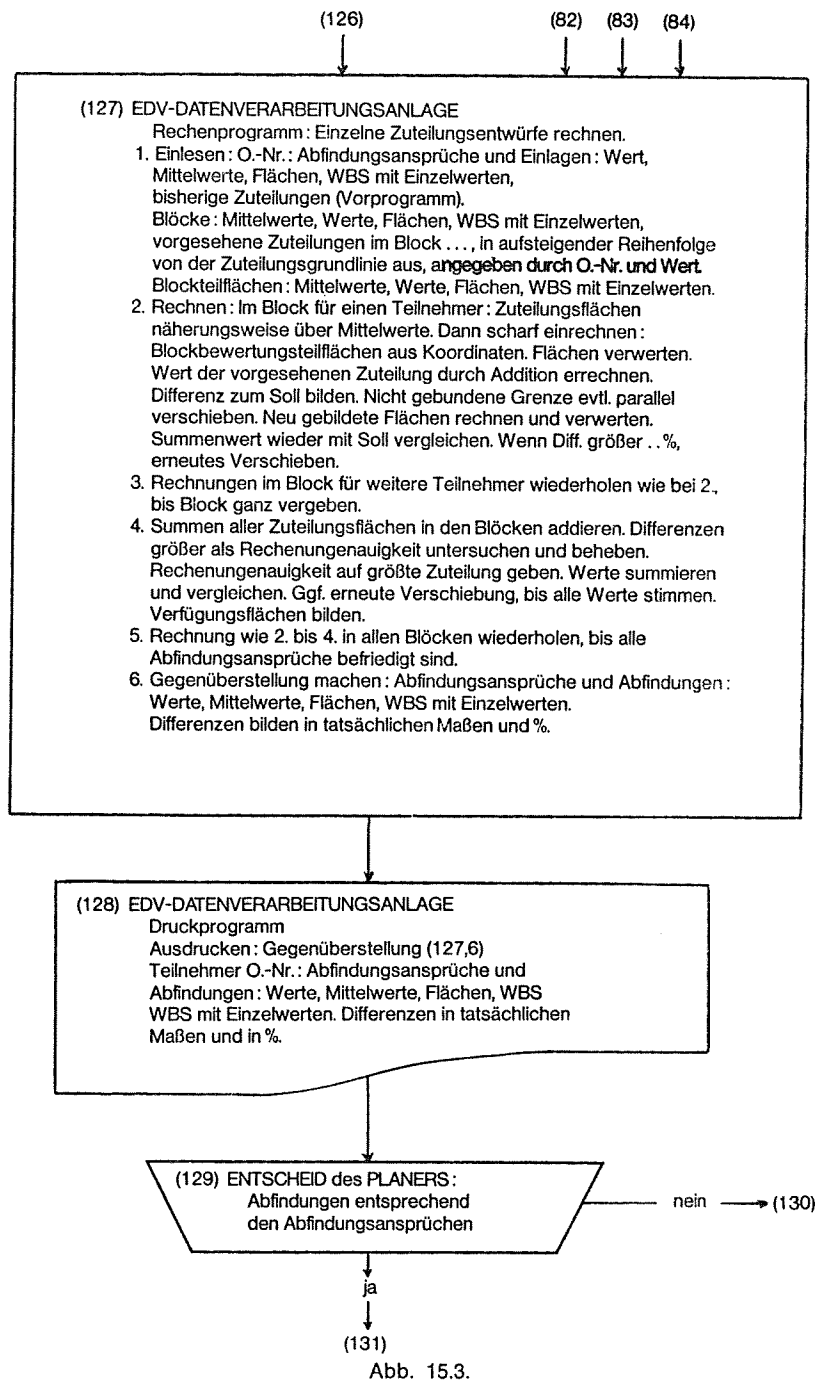 (126) (82) (83) (84)
(127) EDV-DATENVERARBEITUNGSANLAGE
Rechenprogramm: Einzelne Zuteilungsentwürfe rechnen.
1. Einlesen: O.-Nr.: Abfindungsansprüche und Einlagen: Wert,
Mittelwerte, Flächen, WBS mit Einzelwerten,
bisherige Zuteilungen (Vorprogramm).
Blöcke: Mittelwerte, Werte, Flächen, WBS mit Einzelwerten,
vorgesehene Zuteilungen im Block ..., in aufsteigender Reihenfolge
von der Zuteilungsgrundlinie aus, angegeben durch O.-Nr. und Wert.
Blockteilflächen: Mittelwerte, Werte, Flächen, WBS mit Einzelwerten.
2. Rechnen: Im Block für einen Teilnehmer: Zuteilungsflächen
näherungsweise über Mittelwerte. Dann scharf einrechnen:
Blockbewertungsteilflächen aus Koordinaten. Flächen verwerten.
Wert der vorgesehenen Zuteilung durch Addition errechnen.
Differenz zum Soll bilden. Nicht gebundene Grenze evtl. parallel
verschieben. Neu gebildete Flächen rechnen und verwerten.
Summenwert wieder mit Soll vergleichen. Wenn Diff. größer ..%,
erneutes Verschieben.
3. Rechnungen im Block für weitere Teilnehmer wiederholen wie bei 2.,
bis Block ganz vergeben.
4. Summen aller Zuteilungsflächen in den Blöcken addieren. Differenzen
größer als Rechenungenauigkeit untersuchen und beheben.
Rechenungenauigkeit auf größte Zuteilung geben. Werte summieren
und vergleichen. Ggf. erneute Verschiebung, bis alle Werte stimmen.
Verfügungsflächen bilden.
5. Rechnung wie 2. bis 4. in allen Blöcken wiederholen, bis alle
Abfindungsansprüche befriedigt sind.
6. Gegenüberstellung machen: Abfindungsansprüche und Abfindungen:
Werte, Mittelwerte, Flächen, WBS mit Einzelwerten.
Differenzen bilden in tatsächlichen Maßen und %.
(128) EDV-DATENVERARBEITUNGSANLAGE
Druckprogramm
Ausdrucken: Gegenüberstellung (127,6)
Teilnehmer O.-Nr.: Abfindungsansprüche und
Abfindungen: Werte, Mittelwerte, Flächen, WBS
WBS mit Einzelwerten. Differenzen in tatsächlichen
Maßen und in %.
(129) ENTSCHEID des PLANERS:
Abfindungen entsprechend
den Abfindungsansprüchen
nein (130)
ja
(131)
Abb. 15.3.